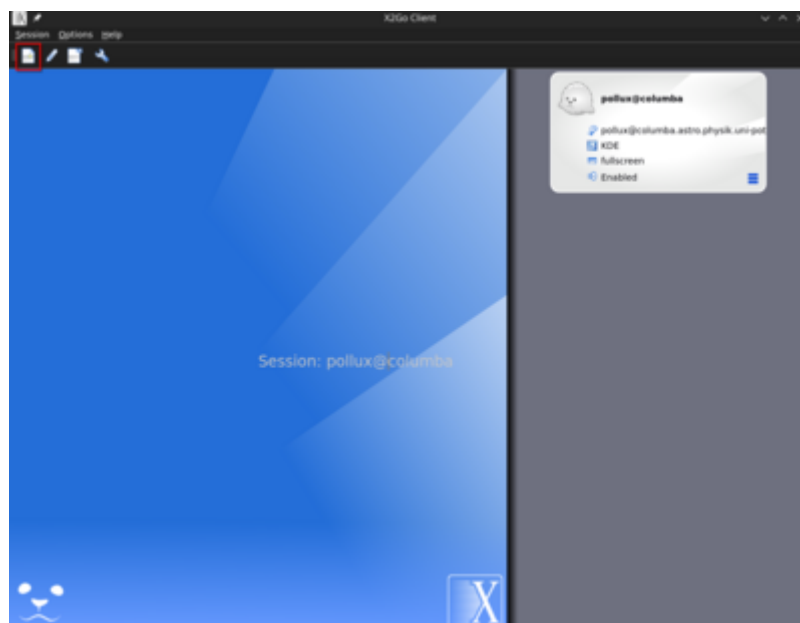 X2Go Client
Session Options Help
pollux@columba
pollux@columba.astro.physik.uni-pot
KDE
fullscreen
Enabled
Session: pollux@columba
X